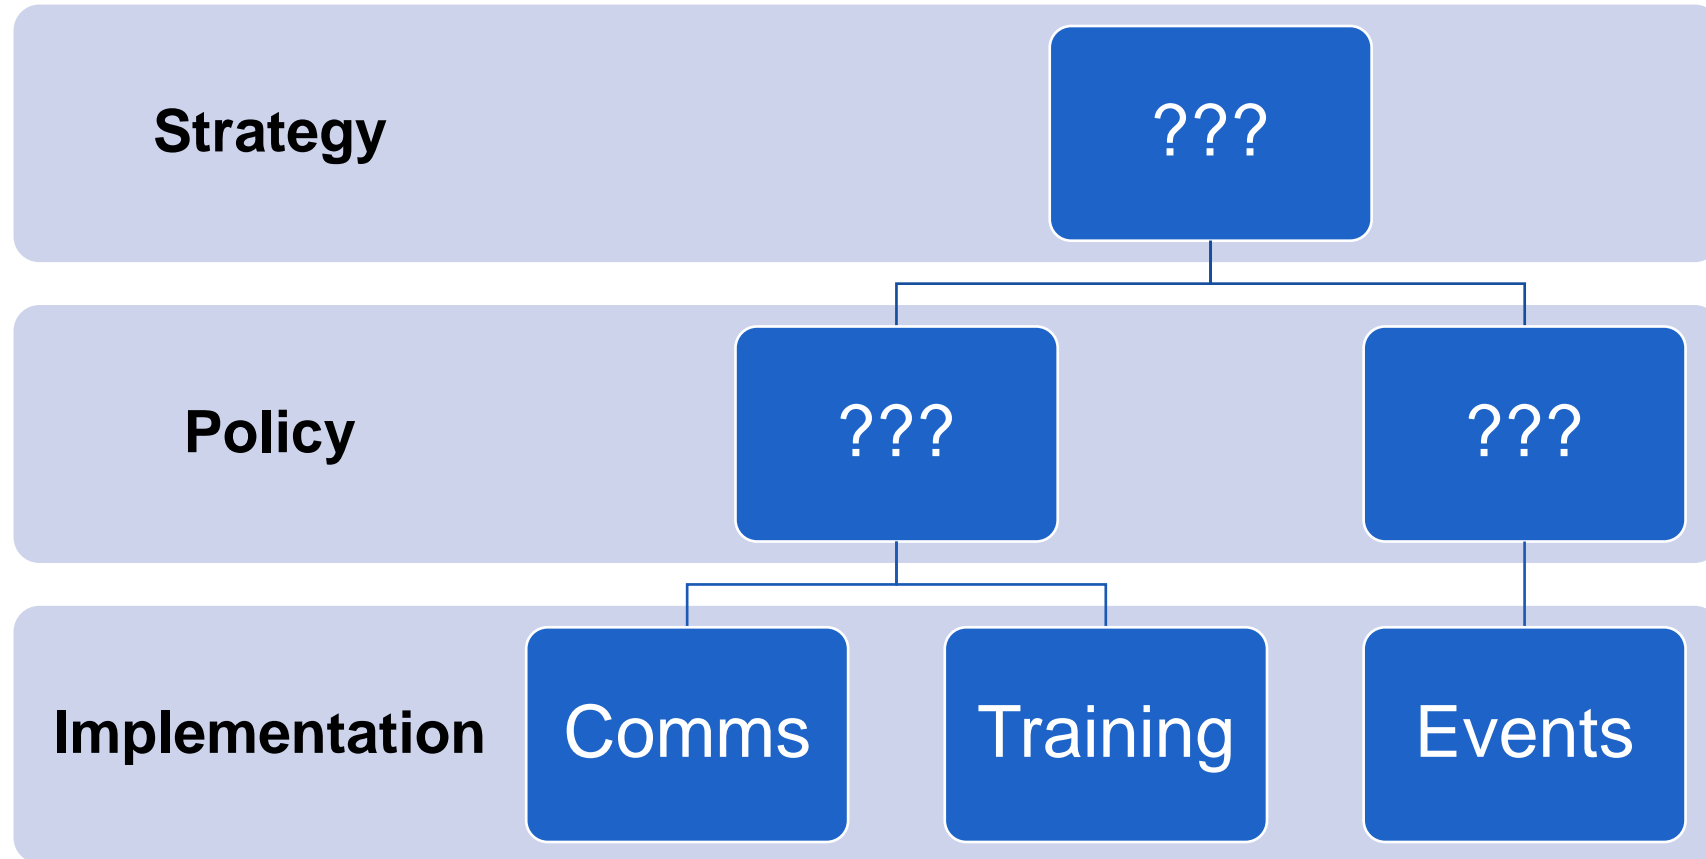 Strategy
???
Policy
???
???
Implementation
Comms
Training
Events